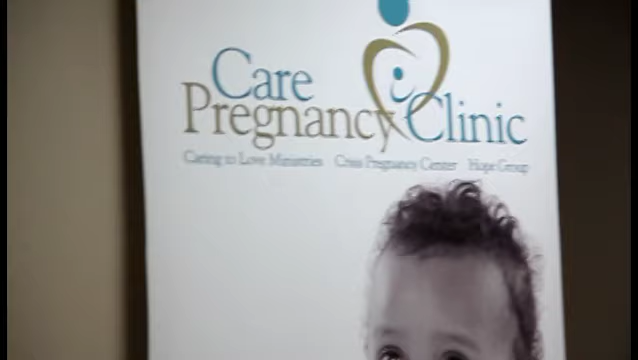 Care
Pregnancy Clinic
Caring to Love Ministries Crisis Pregnancy Center Hope Group